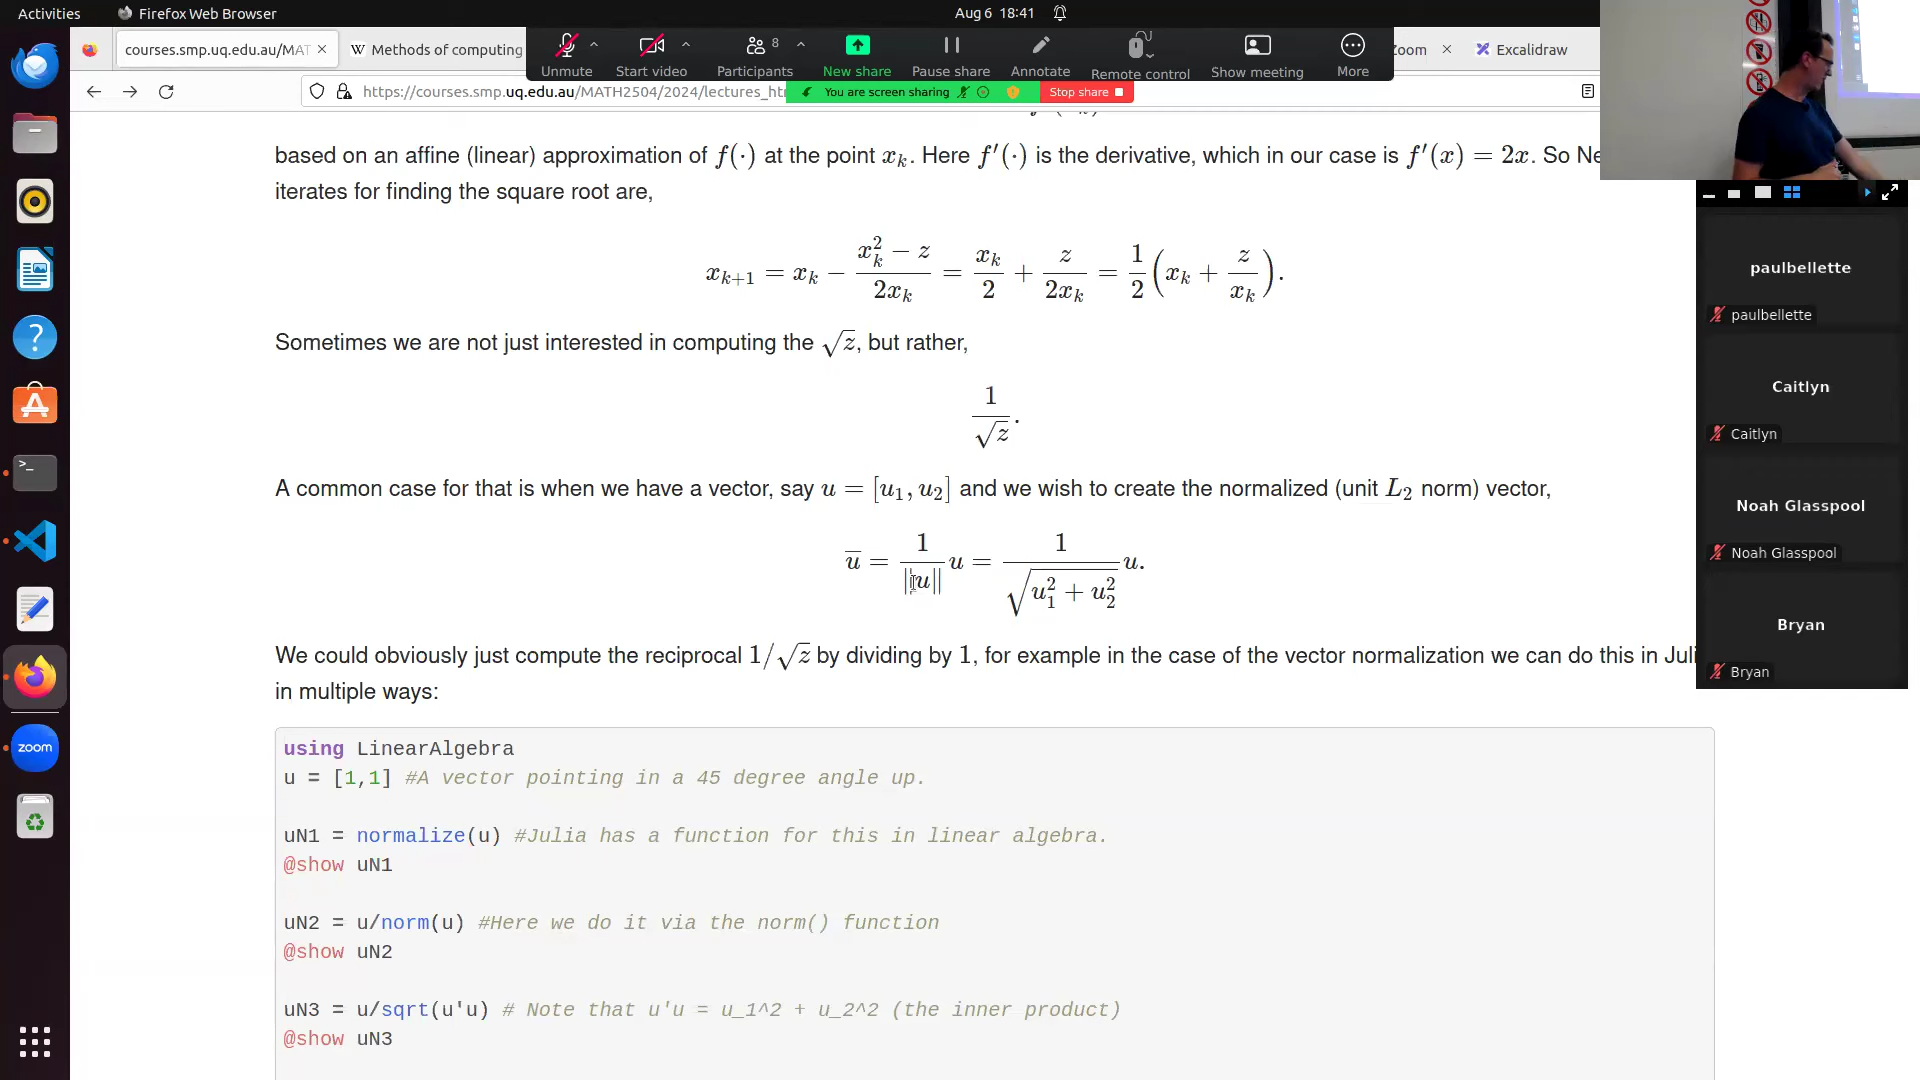 Activities
Firefox Web Browser
Aug 6 18:41
courses.smp.uq.edu.au/MAT
Methods of computing
Zoom
Excalidraw
Unmute
Start video
Participants 8
New share
Pause share
Annotate
Remote control
Show meeting
More
https://courses.smp.uq.edu.au/MATH2504/2024/lectures_ht
You are screen sharing
Stop share
based on an affine (linear) approximation of f(·) at the point x_k. Here f′(·) is the derivative, which in our case is f′(x) = 2x. So Ne
iterates for finding the square root are,
x_{k+1} = x_k − (x_k^2 − z)/(2x_k) = x_k/2 + z/(2x_k) = 1/2 (x_k + z/x_k).
Sometimes we are not just interested in computing the √z, but rather,
1/√z.
A common case for that is when we have a vector, say u = [u_1, u_2] and we wish to create the normalized (unit L_2 norm) vector,
ū = 1/||u|| u = 1/√(u_1^2 + u_2^2) u.
We could obviously just compute the reciprocal 1/√z by dividing by 1, for example in the case of the vector normalization we can do this in Juli
in multiple ways:
using LinearAlgebra
u = [1,1] #A vector pointing in a 45 degree angle up.
uN1 = normalize(u) #Julia has a function for this in linear algebra.
@show uN1
uN2 = u/norm(u) #Here we do it via the norm() function
@show uN2
uN3 = u/sqrt(u'u) # Note that u'u = u_1^2 + u_2^2 (the inner product)
@show uN3
paulbellette
paulbellette
Caitlyn
Caitlyn
Noah Glasspool
Noah Glasspool
Bryan
Bryan
zoom